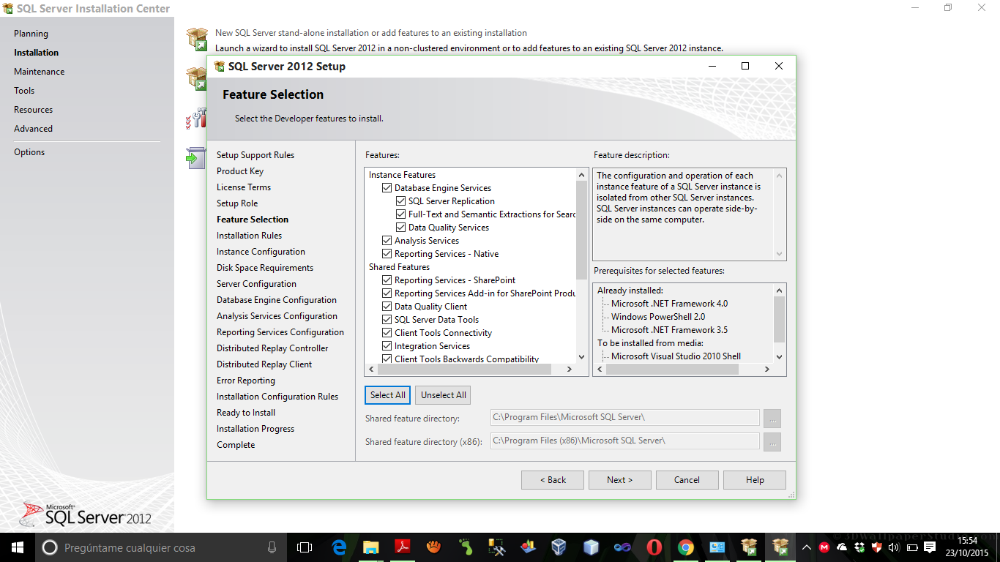 SQL Server Installation Center
Planning
Installation
Maintenance
Tools
Resources
Advanced
Options
New SQL Server stand-alone installation or add features to an existing installation
Launch a wizard to install SQL Server 2012 in a non-clustered environment or to add features to an existing SQL Server 2012 instance.
SQL Server 2012 Setup
Feature Selection
Select the Developer features to install.
Setup Support Rules
Product Key
License Terms
Setup Role
Feature Selection
Installation Rules
Instance Configuration
Disk Space Requirements
Server Configuration
Database Engine Configuration
Analysis Services Configuration
Reporting Services Configuration
Distributed Replay Controller
Distributed Replay Client
Error Reporting
Installation Configuration Rules
Ready to Install
Installation Progress
Complete
Features:
Instance Features
Database Engine Services
SQL Server Replication
Full-Text and Semantic Extractions for Searc
Data Quality Services
Analysis Services
Reporting Services - Native
Shared Features
Reporting Services - SharePoint
Reporting Services Add-in for SharePoint Produ
Data Quality Client
SQL Server Data Tools
Client Tools Connectivity
Integration Services
Client Tools Backwards Compatibility
Feature description:
The configuration and operation of each
instance feature of a SQL Server instance is
isolated from other SQL Server instances.
SQL Server instances can operate side-by-
side on the same computer.
Prerequisites for selected features:
Already installed:
Microsoft .NET Framework 4.0
Windows PowerShell 2.0
Microsoft .NET Framework 3.5
To be installed from media:
Microsoft Visual Studio 2010 Shell
Select All
Unselect All
Shared feature directory:
C:\Program Files\Microsoft SQL Server\
...
Shared feature directory (x86):
C:\Program Files (x86)\Microsoft SQL Server\
...
< Back
Next >
Cancel
Help
Microsoft®
SQL Server 2012
Pregúntame cualquier cosa
© 3DWallpaperStudio.com
15:54
23/10/2015